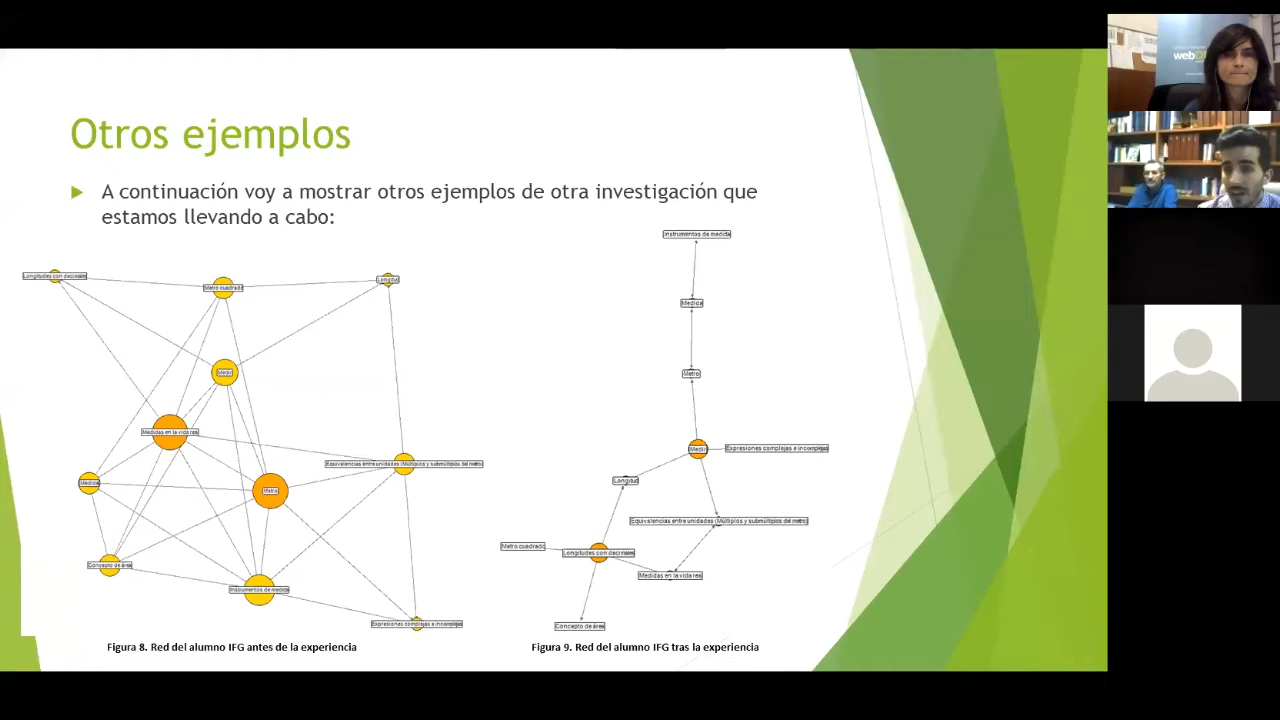 Otros ejemplos
A continuación voy a mostrar otros ejemplos de otra investigación que
estamos llevando a cabo:
Longitudes con decimales
Metro cuadrado
Longitud
Medir
Medidas en la vida rea
Equivalencias entre unidades (Múltiplos y submúltiplos del metro)
Medida
Metro
Concepto de área
Instrumentos de medida
Expresiones complejas e incomplejas
Figura 8. Red del alumno IFG antes de la experiencia
Instrumentos de medida
Medida
Metro
Medir
Expresiones complejas e incomplejas
Longitud
Equivalencias entre unidades (Múltiplos y submúltiplos del metro)
Metro cuadrado
Longitudes con decimales
Medidas en la vida rea
Concepto de área
Figura 9. Red del alumno IFG tras la experiencia